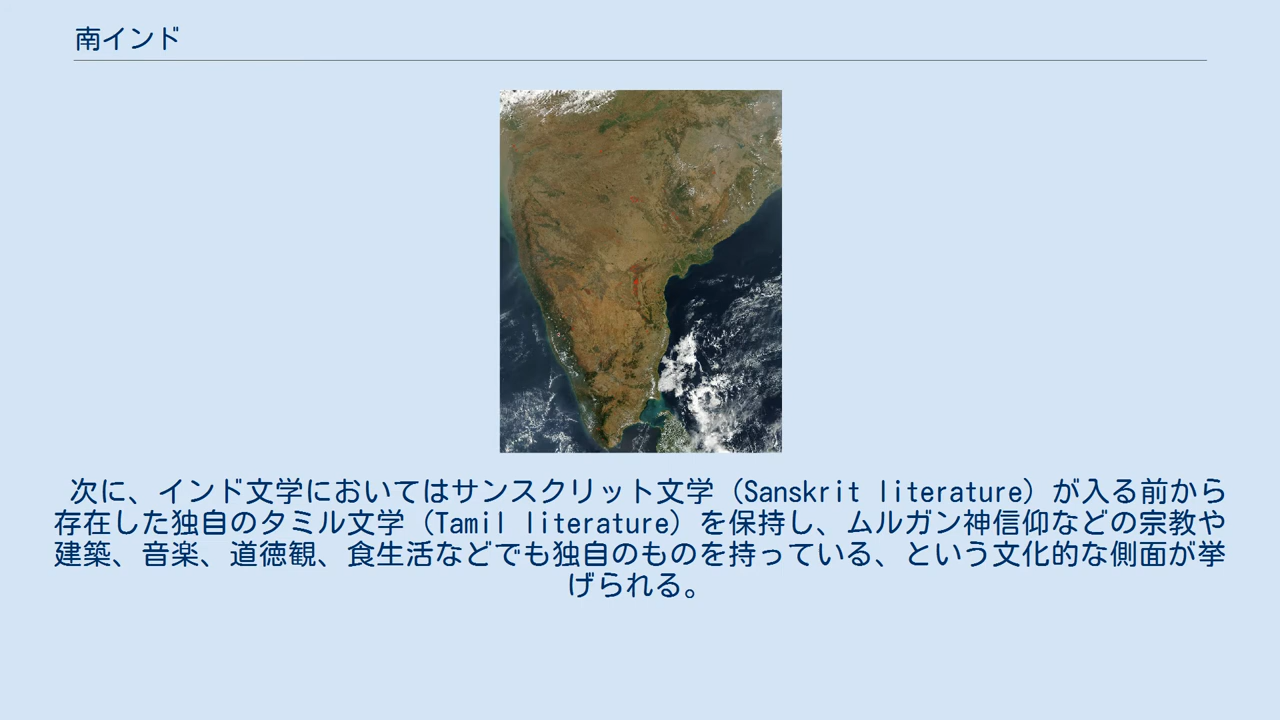 南インド
次に、インド文学においてはサンスクリット文学（Sanskrit literature）が入る前から
存在した独自のタミル文学（Tamil literature）を保持し、ムルガン神信仰などの宗教や
建築、音楽、道徳観、食生活などでも独自のものを持っている、という文化的な側面が挙
げられる。